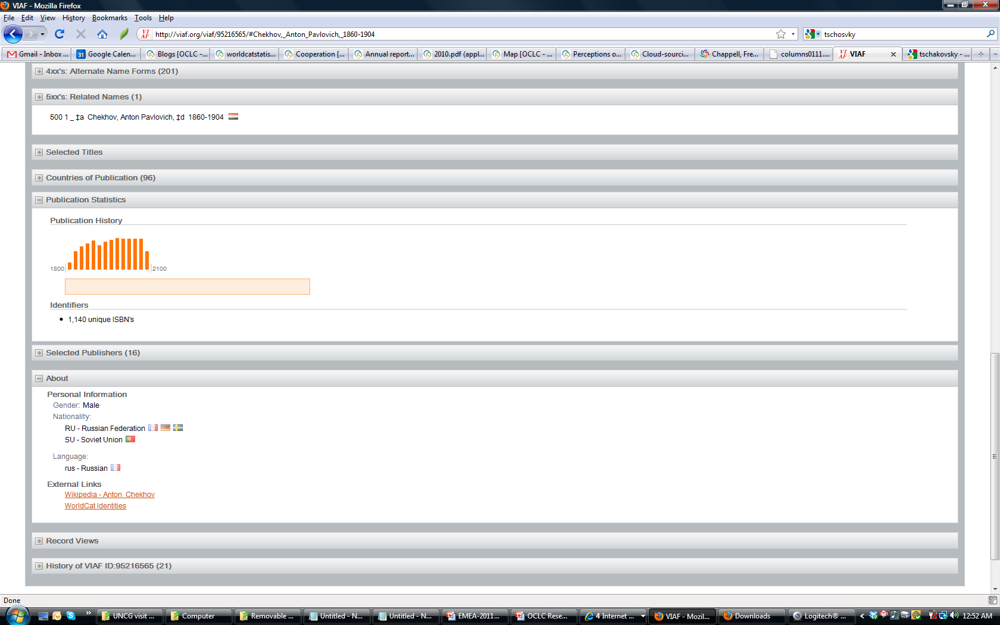 VIAF - Mozilla Firefox
File Edit View History Bookmarks Tools Help
http://viaf.org/viaf/95216565/#Chekhov,_Anton_Pavlovich,_1860-1904
tschosvky
Gmail - Inbox ...
Google Calen...
Blogs [OCLC -...
worldcatstatis...
Cooperation [...
Annual report...
2010.pdf (appl...
Map [OCLC - ...
Perceptions o...
Cloud-sourci...
Chappell, Fre...
columns0111....
VIAF
tschakovsky - ...
4xx's: Alternate Name Forms (201)
5xx's: Related Names (1)
500 1 _ ‡a Chekhov, Anton Pavlovich, ‡d 1860-1904
Selected Titles
Countries of Publication (96)
Publication Statistics
Publication History
1800 2100
Identifiers
• 1,140 unique ISBN's
Selected Publishers (16)
About
Personal Information
Gender: Male
Nationality:
RU - Russian Federation
SU - Soviet Union
Language:
rus - Russian
External Links
Wikipedia - Anton_Chekhov
WorldCat Identities
Record Views
History of VIAF ID:95216565 (21)
Done
UNCG visit ...
Computer
Removable ...
Untitled - N...
Untitled - N...
EMEA-2011...
OCLC Rese...
4 Internet ...
VIAF - Mozil...
Downloads
Logitech® ...
12:52 AM